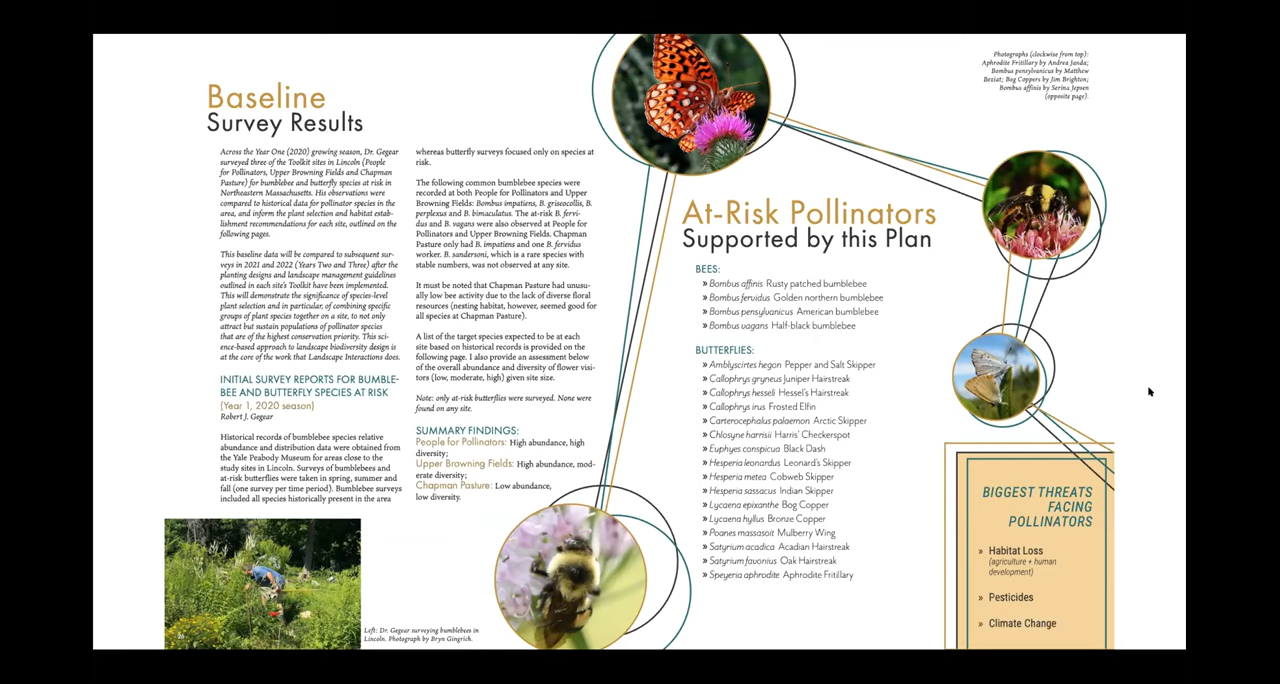 Baseline
Survey Results
Across the Year One (2020) growing season, Dr. Gegear
surveyed three of the Toolkit sites in Lincoln (People
for Pollinators, Upper Browning Fields and Chapman
Pasture) for bumblebee and butterfly species at risk in
Northeastern Massachusetts. His observations were
compared to historical data for pollinator species in the
area, and inform the plant selection and habitat estab-
lishment recommendations for each site, outlined on the
following pages.
This baseline data will be compared to subsequent sur-
veys in 2021 and 2022 (Years Two and Three) after the
planting designs and landscape management guidelines
outlined in each site's Toolkit have been implemented.
This will demonstrate the significance of species-level
plant selection and in particular, of combining specific
groups of plant species together on a site, to not only
attract but sustain populations of pollinator species
that are of the highest conservation priority. This sci-
ence-based approach to landscape biodiversity design is
at the core of the work that Landscape Interactions does.
INITIAL SURVEY REPORTS FOR BUMBLE-
BEE AND BUTTERFLY SPECIES AT RISK
(Year 1, 2020 season)
Robert J. Gegear
Historical records of bumblebee species relative
abundance and distribution data were obtained from
the Yale Peabody Museum for areas close to the
study sites in Lincoln. Surveys of bumblebees and
at-risk butterflies were taken in spring, summer and
fall (one survey per time period). Bumblebee surveys
included all species historically present in the area
26
Left: Dr. Gegear surveying bumblebees in
Lincoln. Photograph by Bryn Gingrich.
whereas butterfly surveys focused only on species at
risk.
The following common bumblebee species were
recorded at both People for Pollinators and Upper
Browning Fields: Bombus impatiens, B. griseocollis, B.
perplexus and B. bimaculatus. The at-risk B. fervi-
dus and B. vagans were also observed at People for
Pollinators and Upper Browning Fields. Chapman
Pasture only had B. impatiens and one B. fervidus
worker. B. sandersoni, which is a rare species with
stable numbers, was not observed at any site.
It must be noted that Chapman Pasture had unusu-
ally low bee activity due to the lack of diverse floral
resources (nesting habitat, however, seemed good for
all species at Chapman Pasture).
A list of the target species expected to be at each
site based on historical records is provided on the
following page. I also provide an assessment below
of the overall abundance and diversity of flower visi-
tors (low, moderate, high) given site size.
Note: only at-risk butterflies were surveyed. None were
found on any site.
SUMMARY FINDINGS:
People for Pollinators: High abundance, high
diversity;
Upper Browning Fields: High abundance, mod-
erate diversity;
Chapman Pasture: Low abundance,
low diversity.
Photographs (clockwise from top):
Aphrodite Fritillary by Andrea Janda;
Bombus pensylvanicus by Matthew
Beziat; Bog Coppers by Jim Brighton;
Bombus affinis by Serina Jepsen
(opposite page).
At-Risk Pollinators
Supported by this Plan
BEES:
» Bombus affinis Rusty patched bumblebee
» Bombus fervidus Golden northern bumblebee
» Bombus pensylvanicus American bumblebee
» Bombus vagans Half-black bumblebee
BUTTERFLIES:
» Amblyscirtes hegon Pepper and Salt Skipper
» Callophrys gryneus Juniper Hairstreak
» Callophrys hesseli Hessel's Hairstreak
» Callophrys irus Frosted Elfin
» Carterocephalus palaemon Arctic Skipper
» Chlosyne harrisii Harris' Checkerspot
» Euphyes conspicua Black Dash
» Hesperia leonardus Leonard's Skipper
» Hesperia metea Cobweb Skipper
» Hesperia sassacus Indian Skipper
» Lycaena epixanthe Bog Copper
» Lycaena hyllus Bronze Copper
» Poanes massasoit Mulberry Wing
» Satyrium acadica Acadian Hairstreak
» Satyrium favonius Oak Hairstreak
» Speyeria aphrodite Aphrodite Fritillary
BIGGEST THREATS
FACING
POLLINATORS
» Habitat Loss
(agriculture + human
development)
» Pesticides
» Climate Change